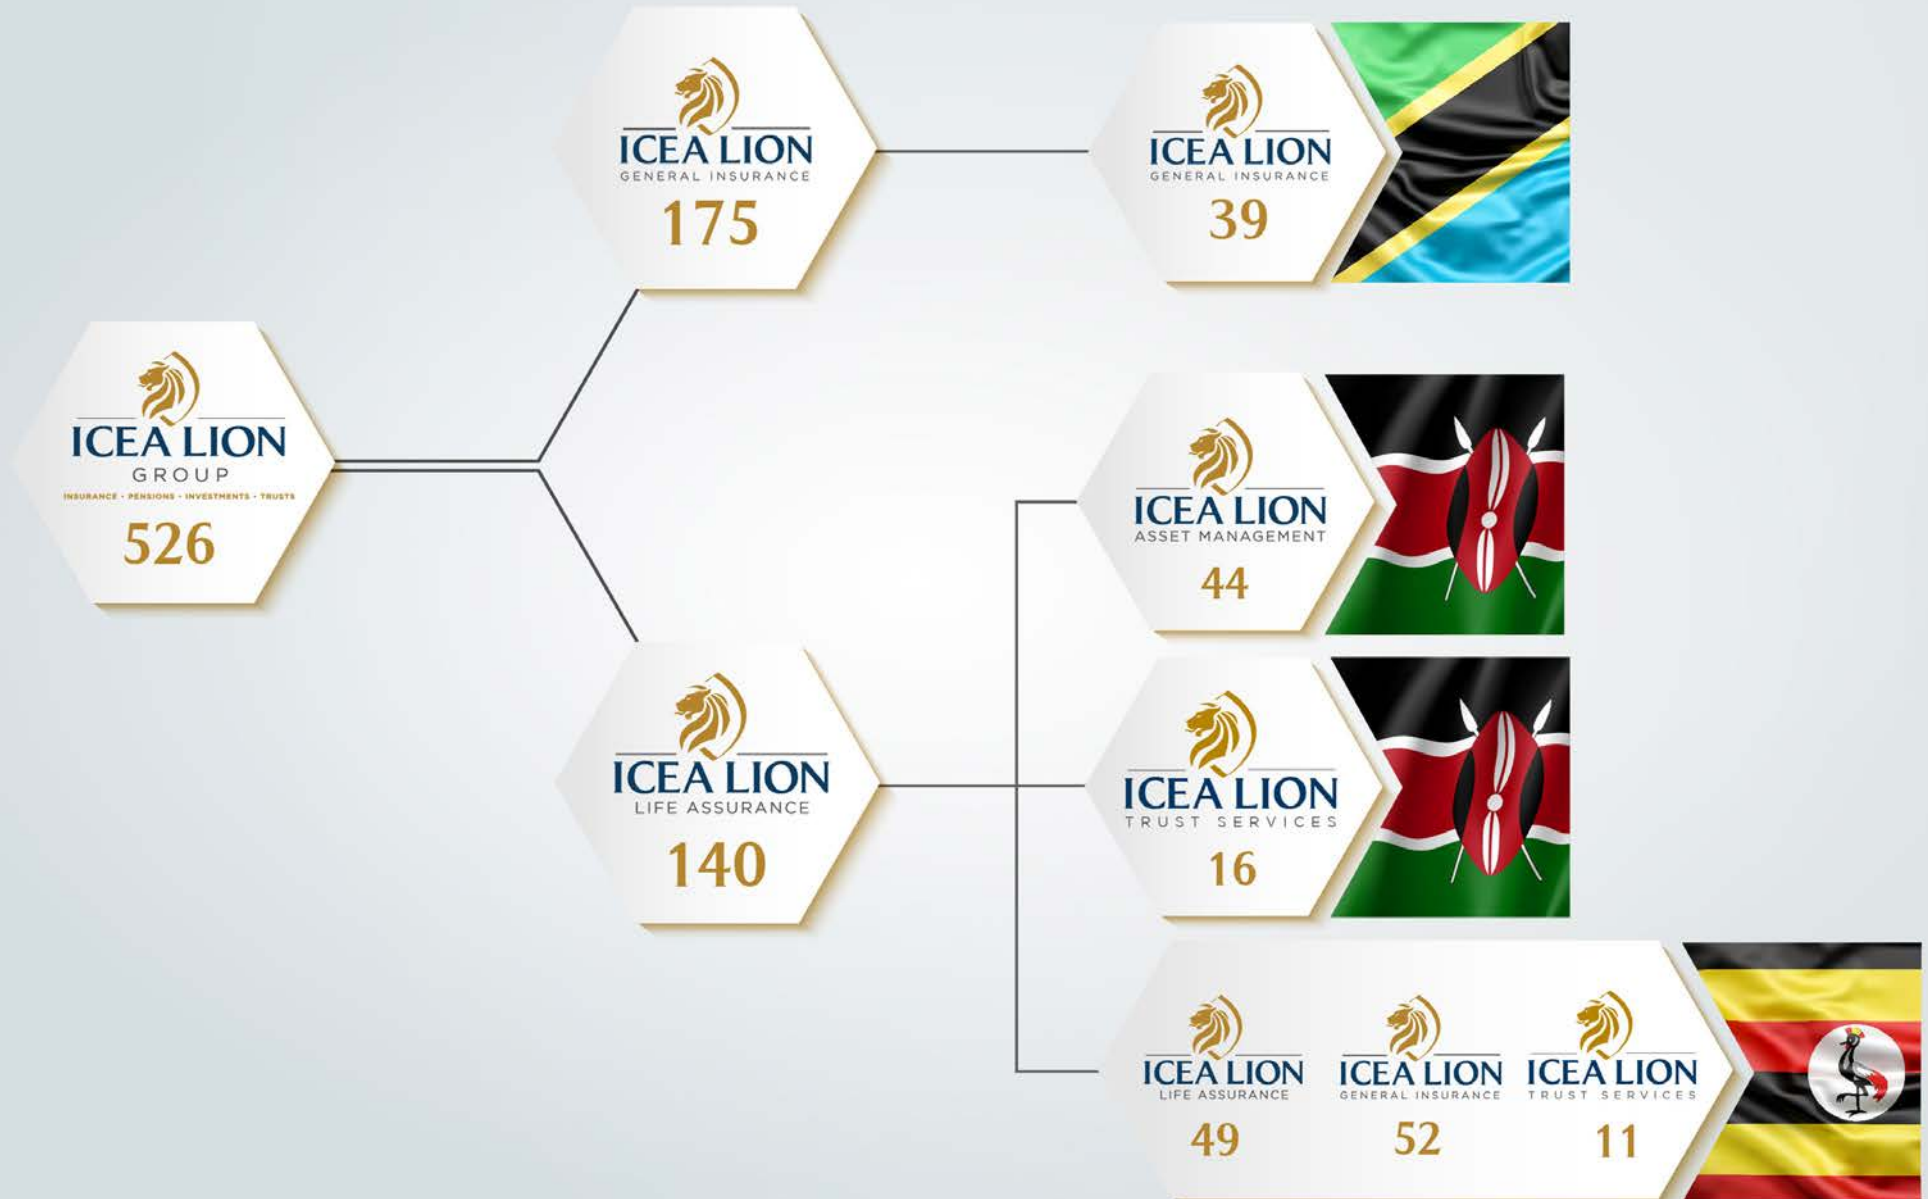 ICEA LION
GENERAL INSURANCE
175
ICEA LION
GENERAL INSURANCE
39
ICEA LION
GROUP
INSURANCE • PENSIONS • INVESTMENTS • TRUSTS
526
ICEA LION
ASSET MANAGEMENT
44
ICEA LION
LIFE ASSURANCE
140
ICEA LION
TRUST SERVICES
16
ICEA LION
LIFE ASSURANCE
49
ICEA LION
GENERAL INSURANCE
52
ICEA LION
TRUST SERVICES
11